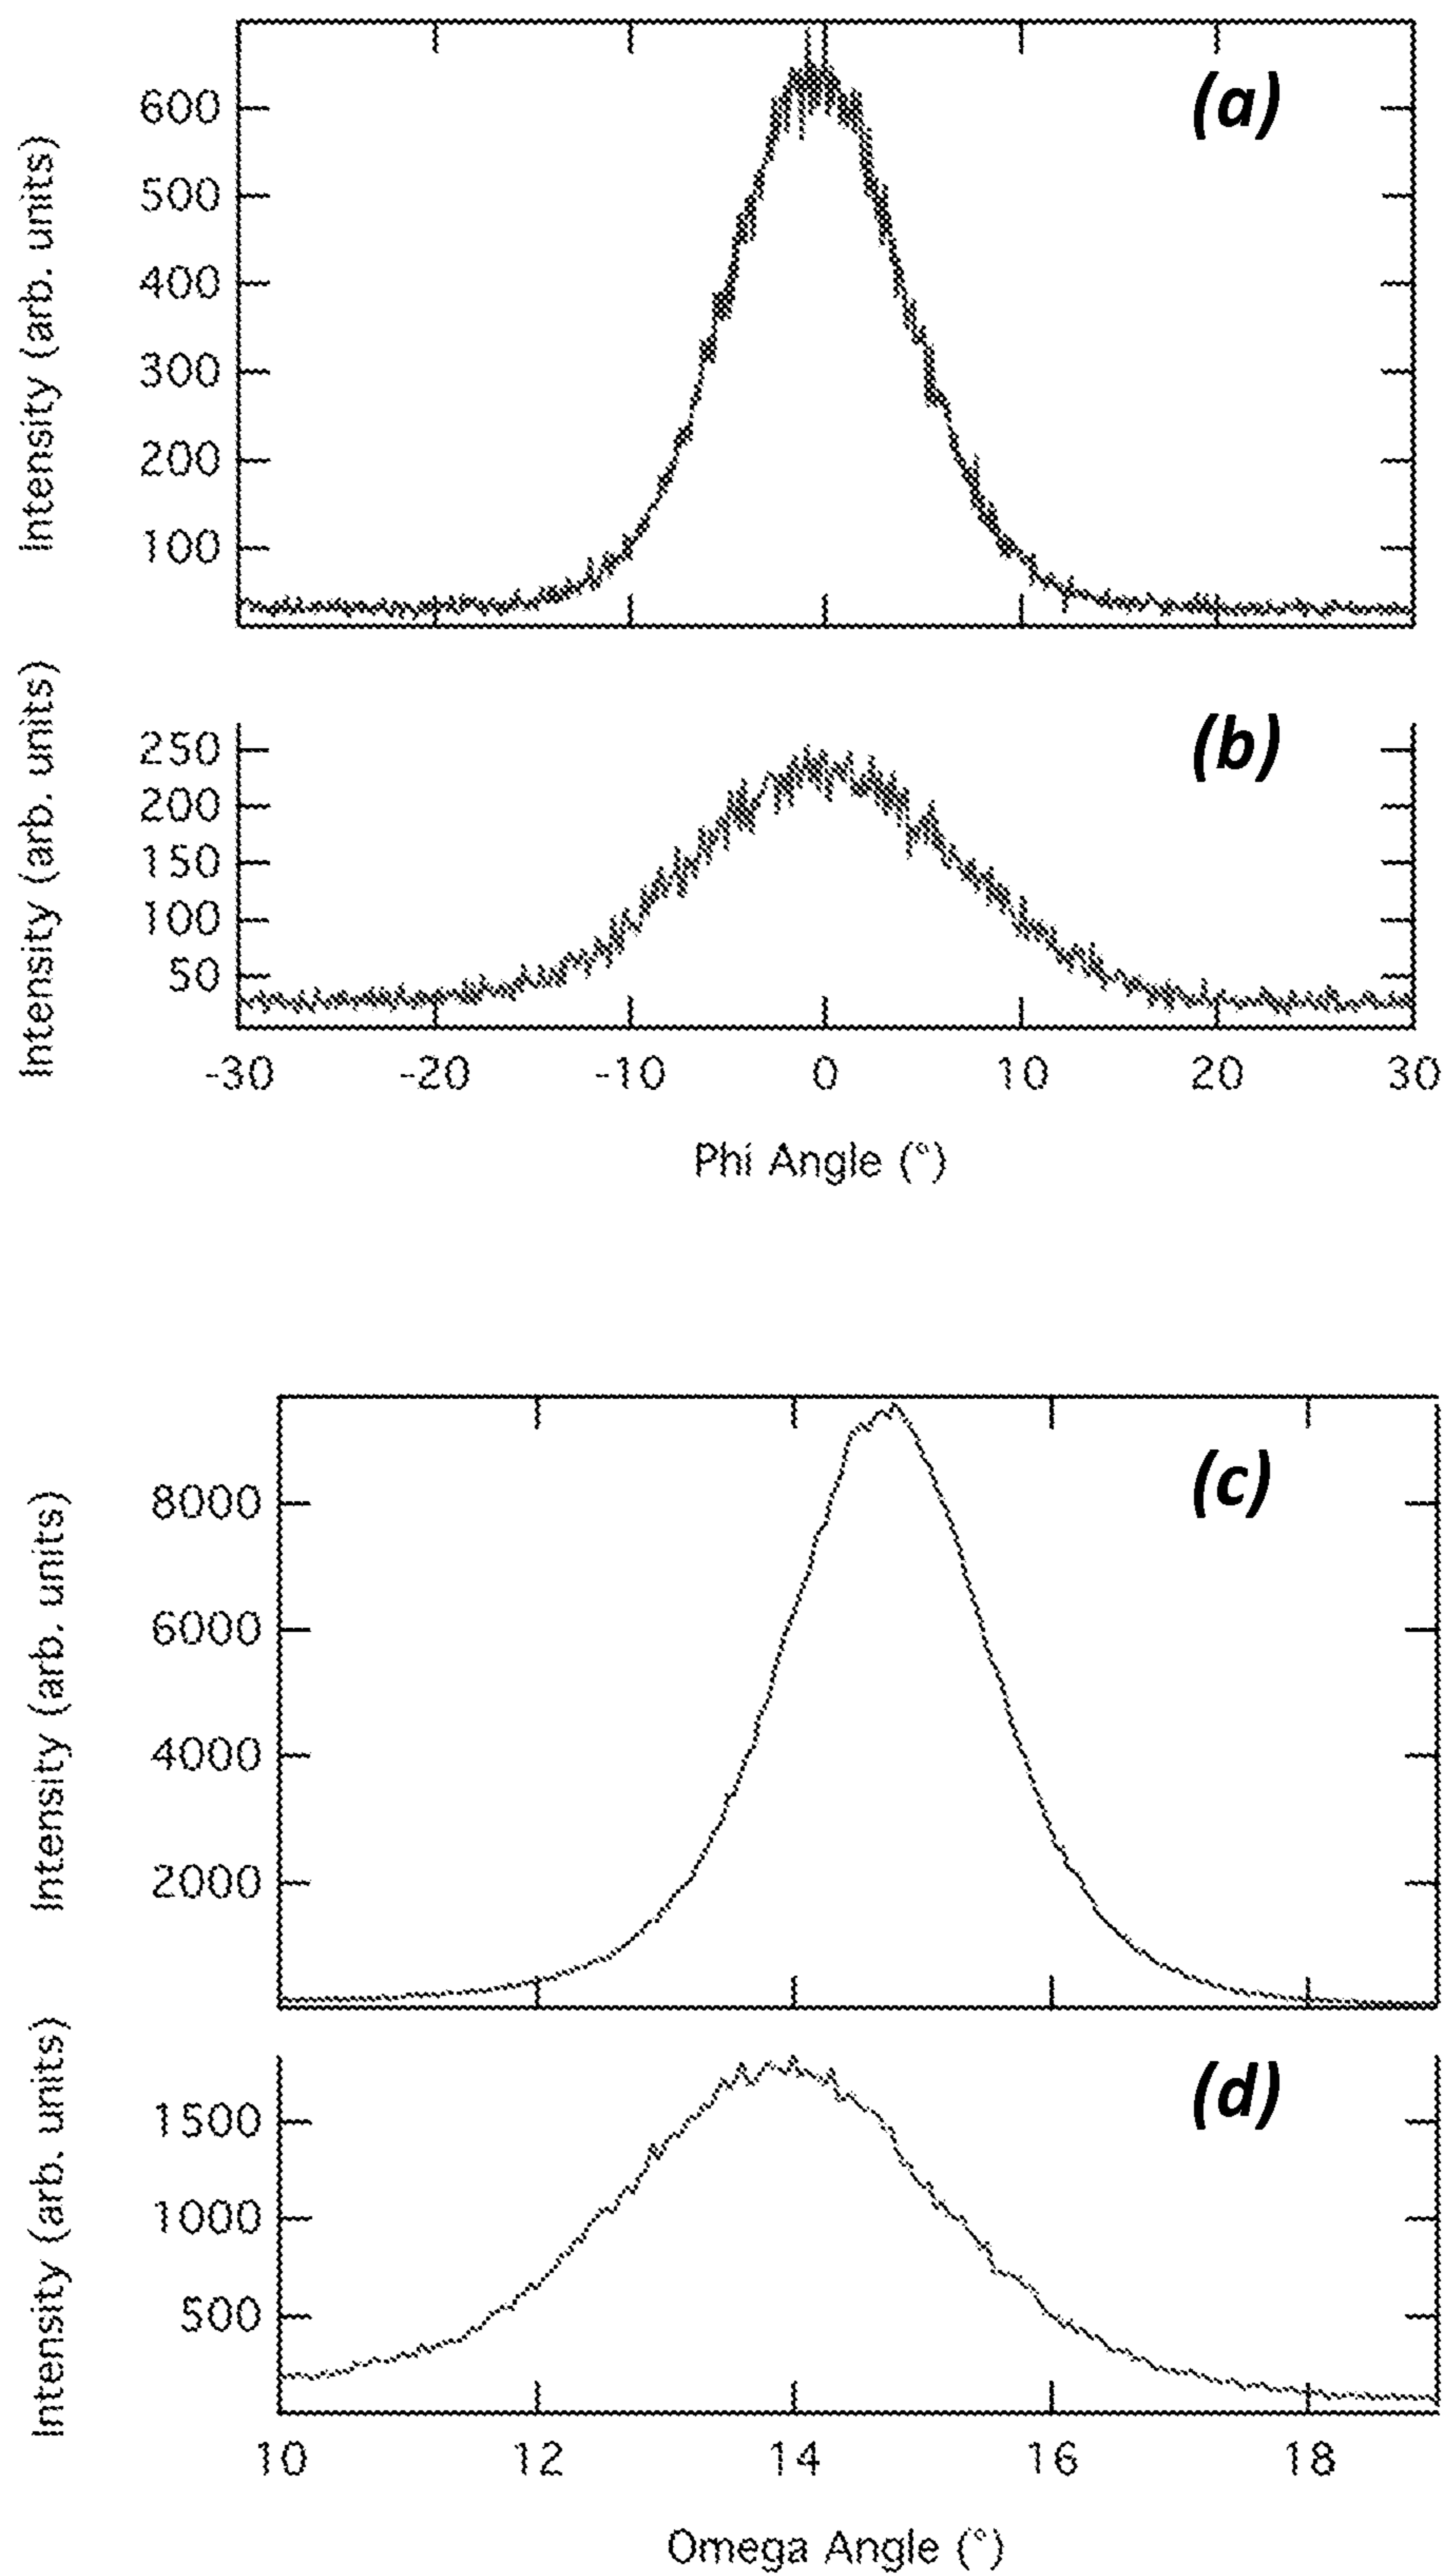 (a)
Intensity (arb. units)
600
500
400
300
200
100
(b)
Intensity (arb. units)
250
200
150
100
50
-30 -20 -10 0 10 20 30
Phi Angle (°)
(c)
Intensity (arb. units)
8000
6000
4000
2000
(d)
Intensity (arb. units)
1500
1000
500
10 12 14 16 18
Omega Angle (°)